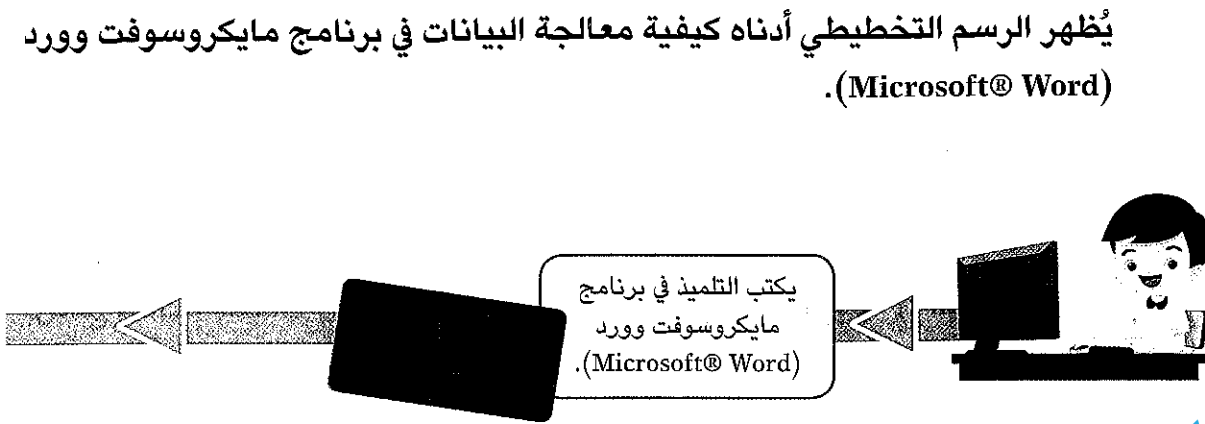 يُظهر الرسم التخطيطي أدناه كيفية معالجة البيانات في برنامج مايكروسوفت وورد
(Microsoft® Word).
يكتب التلميذ في برنامج
مايكروسوفت وورد
(Microsoft® Word).